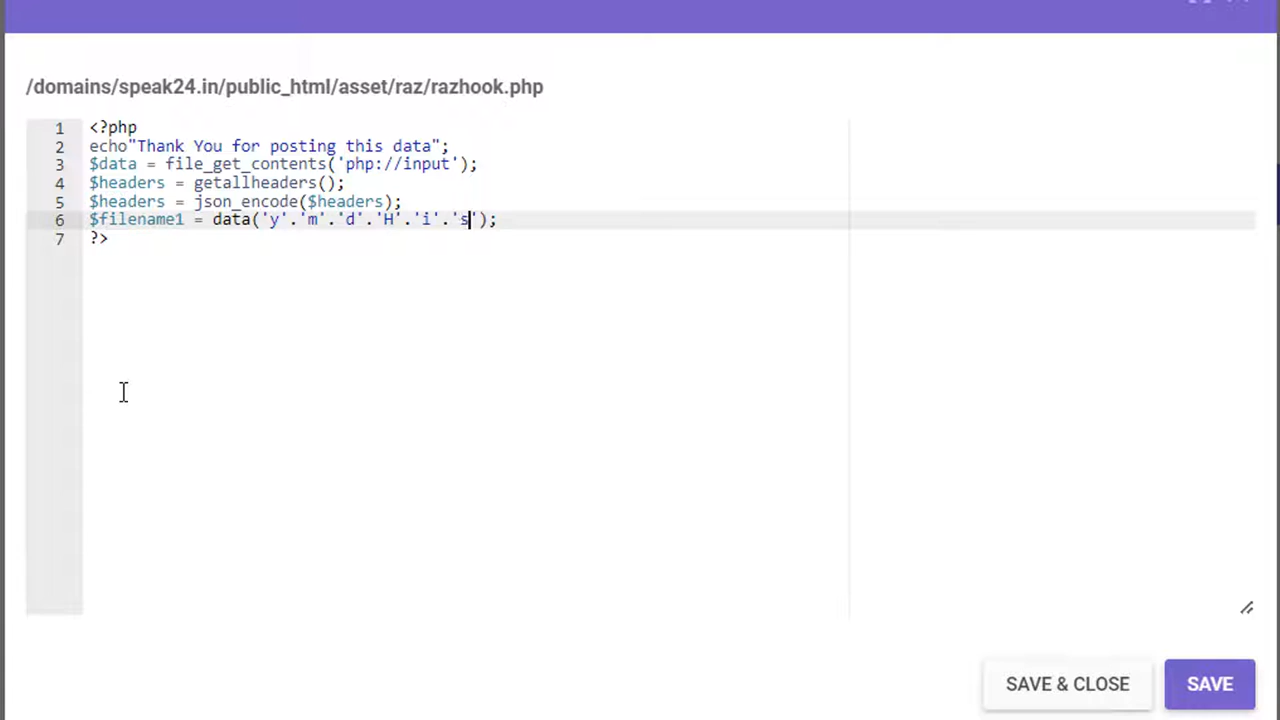 /domains/speak24.in/public_html/asset/raz/razhook.php
1 <?php
2 echo"Thank You for posting this data";
3 $data = file_get_contents('php://input');
4 $headers = getallheaders();
5 $headers = json_encode($headers);
6 $filename1 = data('y'.'m'.'d'.'H'.'i'.'s');
7 ?>
SAVE & CLOSE SAVE